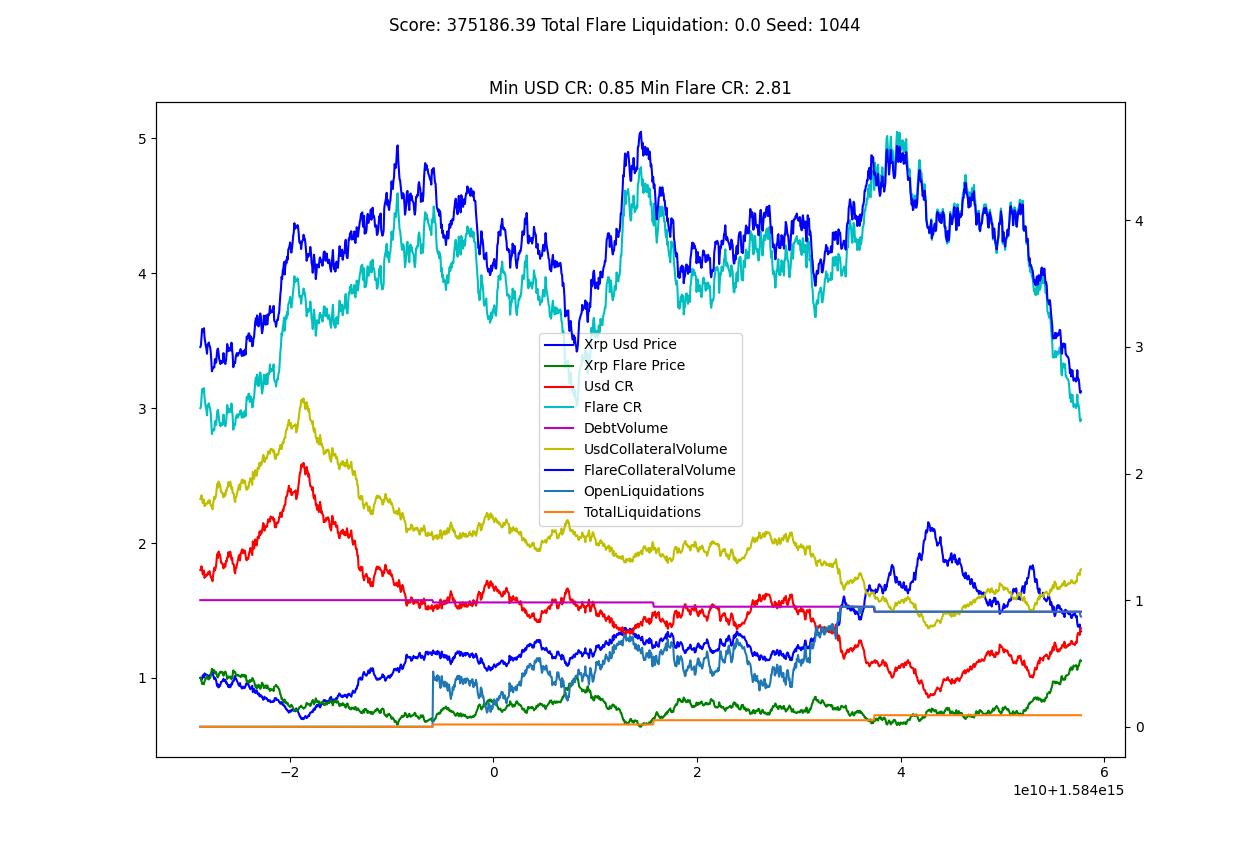 Score: 375186.39 Total Flare Liquidation: 0.0 Seed: 1044
Min USD CR: 0.85 Min Flare CR: 2.81
5
4
3
2
1
4
3
2
1
0
Xrp Usd Price
Xrp Flare Price
Usd CR
Flare CR
DebtVolume
UsdCollateralVolume
FlareCollateralVolume
OpenLiquidations
TotalLiquidations
−2 0 2 4 6
1e10+1.584e15